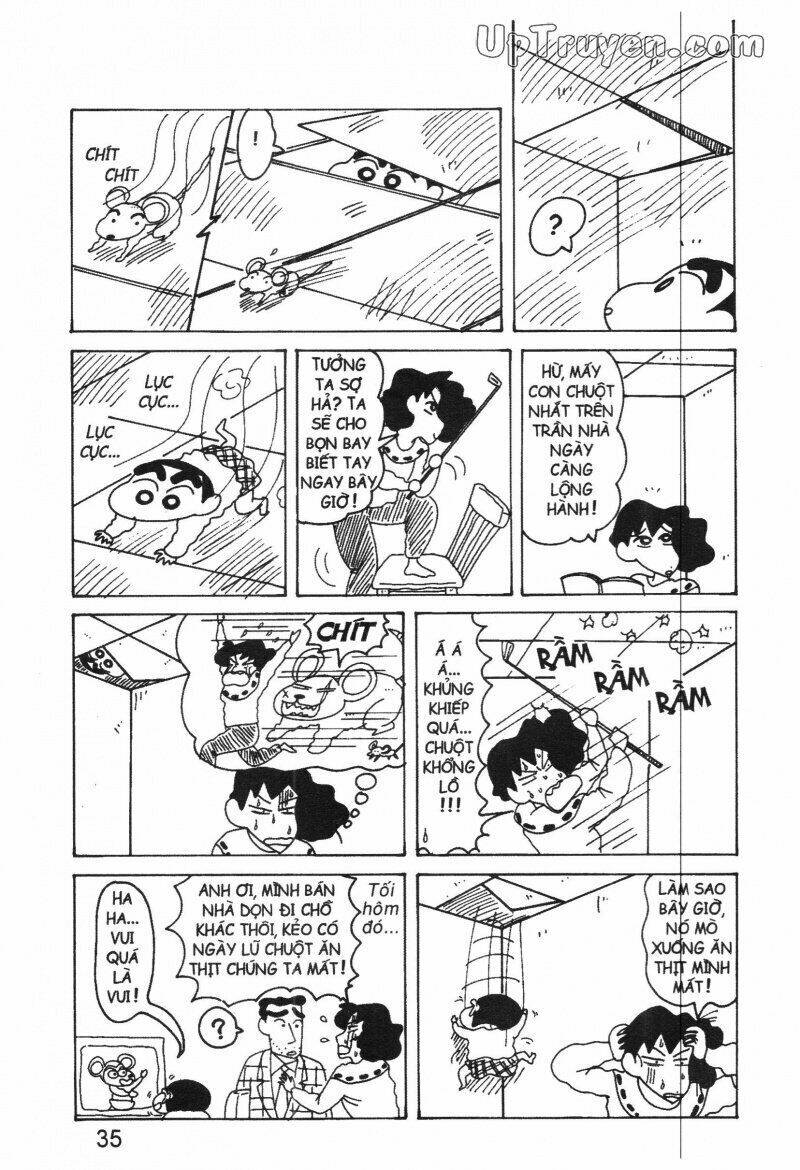 UpTruyen.com
?
!
CHÍT
CHÍT
HỪ, MẤY
CON CHUỘT
NHẮT TRÊN
TRẦN NHÀ
NGÀY
CÀNG
LỘNG
HÀNH!
TƯỞNG
TA SỢ
HẢ? TA
SẼ CHO
BỌN BAY
BIẾT TAY
NGAY BÂY
GIỜ!
LỤC
CỤC...
LỤC
CỤC...
RẦM
RẦM
RẦM
Á Á
Á...
KHỦNG
KHIẾP
QUÁ...
CHUỘT
KHỔNG
LỒ
!!!
CHÍT
LÀM SAO
BÂY GIỜ,
NÓ MÒ
XUỐNG ĂN
THỊT MÌNH
MẤT!
Tối
hôm
đó...
ANH ƠI, MÌNH BÁN
NHÀ DỌN ĐI CHỖ
KHÁC THÔI, KẺO CÓ
NGÀY LŨ CHUỘT ĂN
THỊT CHÚNG TA MẤT!
?
HA
HA...
VUI
QUÁ
LÀ
VUI!
35